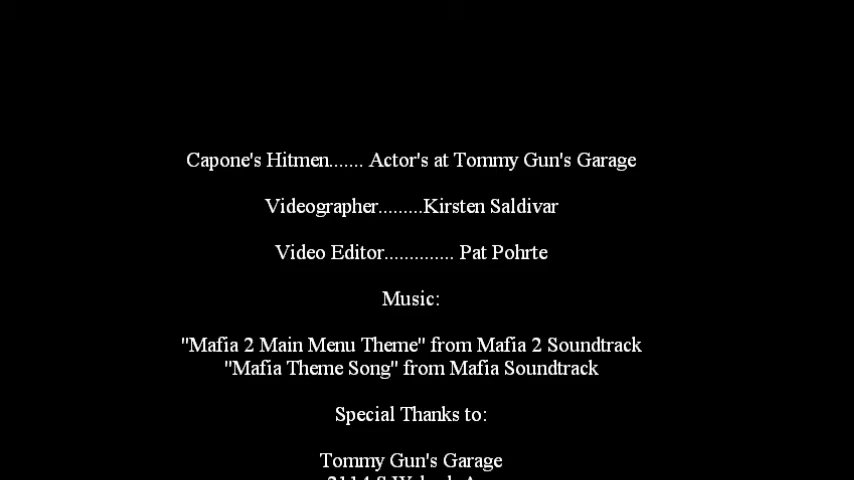 Capone's Hitmen....... Actor's at Tommy Gun's Garage
Videographer.........Kirsten Saldivar
Video Editor.............. Pat Pohrte
Music:
"Mafia 2 Main Menu Theme" from Mafia 2 Soundtrack
"Mafia Theme Song" from Mafia Soundtrack
Special Thanks to:
Tommy Gun's Garage